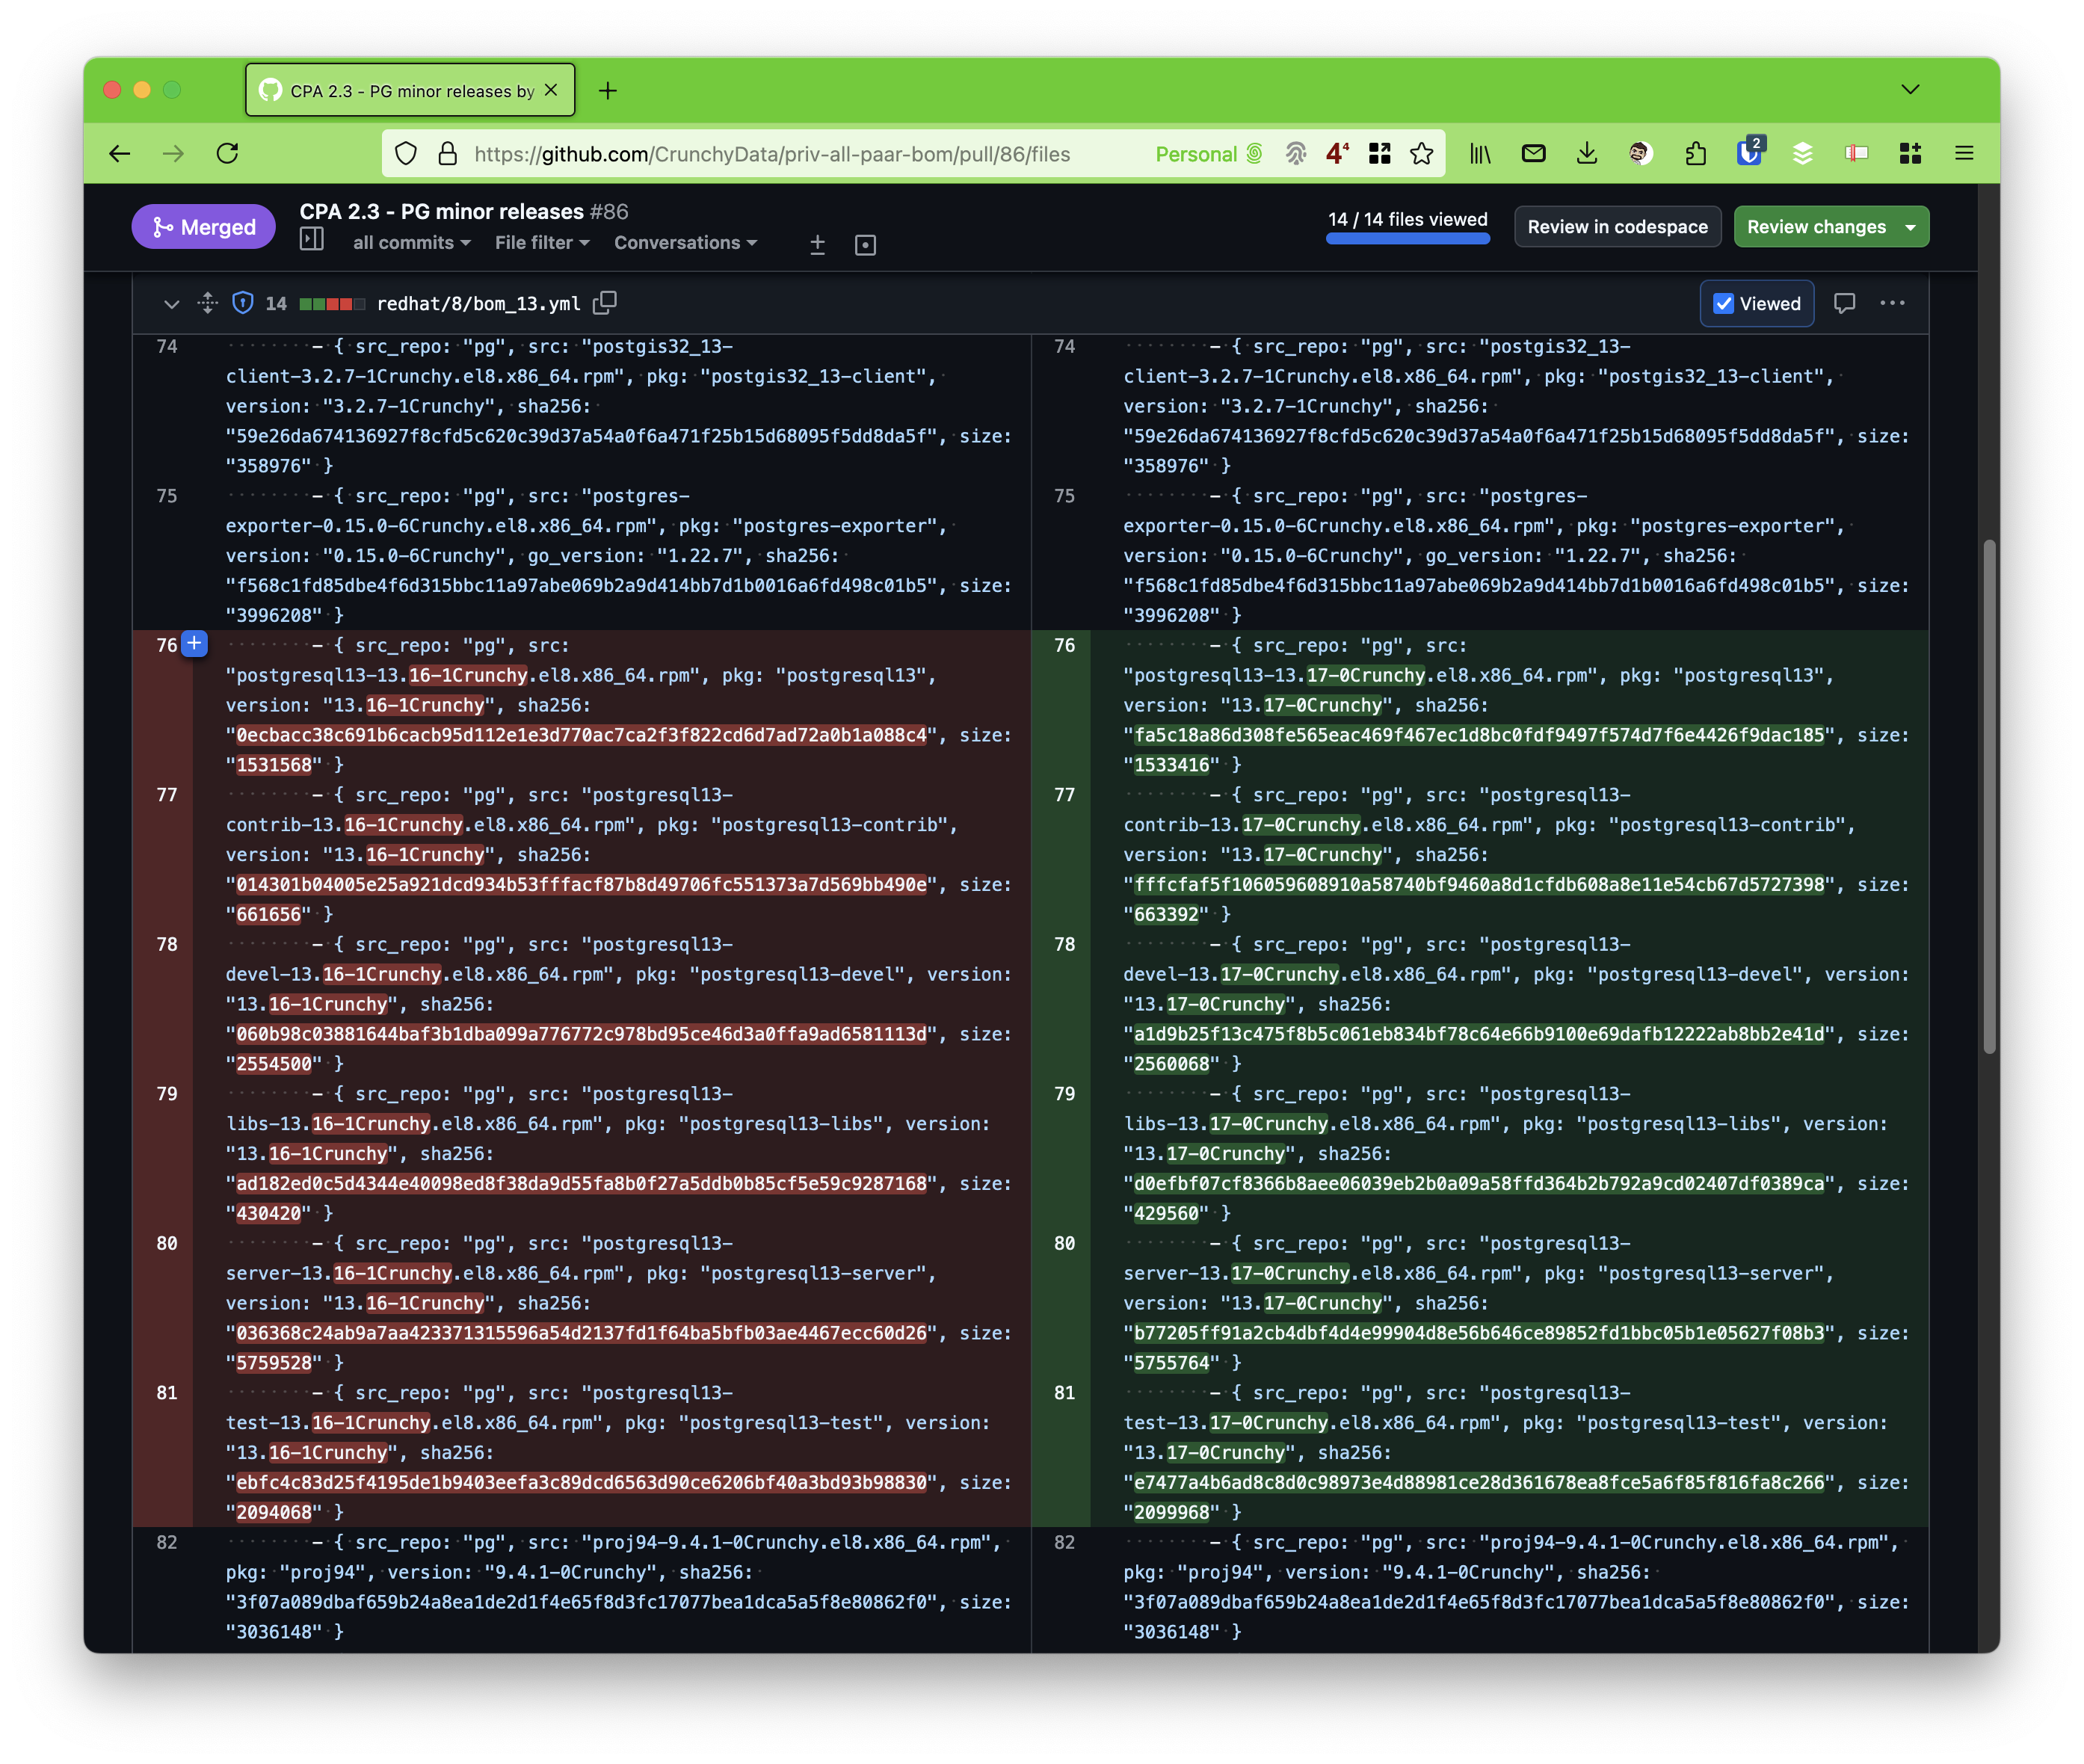 CPA 2.3 - PG minor releases by
https://github.com/CrunchyData/priv-all-paar-bom/pull/86/files
Personal
4⁴
2
Merged
CPA 2.3 - PG minor releases #86
all commits
File filter
Conversations
14 / 14 files viewed
Review in codespace
Review changes
14
redhat/8/bom_13.yml
Viewed
74
- { src_repo: "pg", src: "postgis32_13-
client-3.2.7-1Crunchy.el8.x86_64.rpm", pkg: "postgis32_13-client",
version: "3.2.7-1Crunchy", sha256:
"59e26da674136927f8cfd5c620c39d37a54a0f6a471f25b15d68095f5dd8da5f", size:
"358976" }
75
- { src_repo: "pg", src: "postgres-
exporter-0.15.0-6Crunchy.el8.x86_64.rpm", pkg: "postgres-exporter",
version: "0.15.0-6Crunchy", go_version: "1.22.7", sha256:
"f568c1fd85dbe4f6d315bbc11a97abe069b2a9d414bb7d1b0016a6fd498c01b5", size:
"3996208" }
76
- { src_repo: "pg", src:
"postgresql13-13.16-1Crunchy.el8.x86_64.rpm", pkg: "postgresql13",
version: "13.16-1Crunchy", sha256:
"0ecbacc38c691b6cacb95d112e1e3d770ac7ca2f3f822cd6d7ad72a0b1a088c4", size:
"1531568" }
77
- { src_repo: "pg", src: "postgresql13-
contrib-13.16-1Crunchy.el8.x86_64.rpm", pkg: "postgresql13-contrib",
version: "13.16-1Crunchy", sha256:
"014301b04005e25a921dcd934b53fffacf87b8d49706fc551373a7d569bb490e", size:
"661656" }
78
- { src_repo: "pg", src: "postgresql13-
devel-13.16-1Crunchy.el8.x86_64.rpm", pkg: "postgresql13-devel", version:
"13.16-1Crunchy", sha256:
"060b98c03881644baf3b1dba099a776772c978bd95ce46d3a0ffa9ad6581113d", size:
"2554500" }
79
- { src_repo: "pg", src: "postgresql13-
libs-13.16-1Crunchy.el8.x86_64.rpm", pkg: "postgresql13-libs", version:
"13.16-1Crunchy", sha256:
"ad182ed0c5d4344e40098ed8f38da9d55fa8b0f27a5ddb0b85cf5e59c9287168", size:
"430420" }
80
- { src_repo: "pg", src: "postgresql13-
server-13.16-1Crunchy.el8.x86_64.rpm", pkg: "postgresql13-server",
version: "13.16-1Crunchy", sha256:
"036368c24ab9a7aa423371315596a54d2137fd1f64ba5bfb03ae4467ecc60d26", size:
"5759528" }
81
- { src_repo: "pg", src: "postgresql13-
test-13.16-1Crunchy.el8.x86_64.rpm", pkg: "postgresql13-test", version:
"13.16-1Crunchy", sha256:
"ebfc4c83d25f4195de1b9403eefa3c89dcd6563d90ce6206bf40a3bd93b98830", size:
"2094068" }
82
- { src_repo: "pg", src: "proj94-9.4.1-0Crunchy.el8.x86_64.rpm",
pkg: "proj94", version: "9.4.1-0Crunchy", sha256:
"3f07a089dbaf659b24a8ea1de2d1f4e65f8d3fc17077bea1dca5a5f8e80862f0", size:
"3036148" }
74
- { src_repo: "pg", src: "postgis32_13-
client-3.2.7-1Crunchy.el8.x86_64.rpm", pkg: "postgis32_13-client",
version: "3.2.7-1Crunchy", sha256:
"59e26da674136927f8cfd5c620c39d37a54a0f6a471f25b15d68095f5dd8da5f", size:
"358976" }
75
- { src_repo: "pg", src: "postgres-
exporter-0.15.0-6Crunchy.el8.x86_64.rpm", pkg: "postgres-exporter",
version: "0.15.0-6Crunchy", go_version: "1.22.7", sha256:
"f568c1fd85dbe4f6d315bbc11a97abe069b2a9d414bb7d1b0016a6fd498c01b5", size:
"3996208" }
76
- { src_repo: "pg", src:
"postgresql13-13.17-0Crunchy.el8.x86_64.rpm", pkg: "postgresql13",
version: "13.17-0Crunchy", sha256:
"fa5c18a86d308fe565eac469f467ec1d8bc0fdf9497f574d7f6e4426f9dac185", size:
"1533416" }
77
- { src_repo: "pg", src: "postgresql13-
contrib-13.17-0Crunchy.el8.x86_64.rpm", pkg: "postgresql13-contrib",
version: "13.17-0Crunchy", sha256:
"fffcfaf5f106059608910a58740bf9460a8d1cfdb608a8e11e54cb67d5727398", size:
"663392" }
78
- { src_repo: "pg", src: "postgresql13-
devel-13.17-0Crunchy.el8.x86_64.rpm", pkg: "postgresql13-devel", version:
"13.17-0Crunchy", sha256:
"a1d9b25f13c475f8b5c061eb834bf78c64e66b9100e69dafb12222ab8bb2e41d", size:
"2560068" }
79
- { src_repo: "pg", src: "postgresql13-
libs-13.17-0Crunchy.el8.x86_64.rpm", pkg: "postgresql13-libs", version:
"13.17-0Crunchy", sha256:
"d0efbf07cf8366b8aee06039eb2b0a09a58ffd364b2b792a9cd02407df0389ca", size:
"429560" }
80
- { src_repo: "pg", src: "postgresql13-
server-13.17-0Crunchy.el8.x86_64.rpm", pkg: "postgresql13-server",
version: "13.17-0Crunchy", sha256:
"b77205ff91a2cb4dbf4d4e99904d8e56b646ce89852fd1bbc05b1e05627f08b3", size:
"5755764" }
81
- { src_repo: "pg", src: "postgresql13-
test-13.17-0Crunchy.el8.x86_64.rpm", pkg: "postgresql13-test", version:
"13.17-0Crunchy", sha256:
"e7477a4b6ad8c8d0c98973e4d88981ce28d361678ea8fce5a6f85f816fa8c266", size:
"2099968" }
82
- { src_repo: "pg", src: "proj94-9.4.1-0Crunchy.el8.x86_64.rpm",
pkg: "proj94", version: "9.4.1-0Crunchy", sha256:
"3f07a089dbaf659b24a8ea1de2d1f4e65f8d3fc17077bea1dca5a5f8e80862f0", size:
"3036148" }